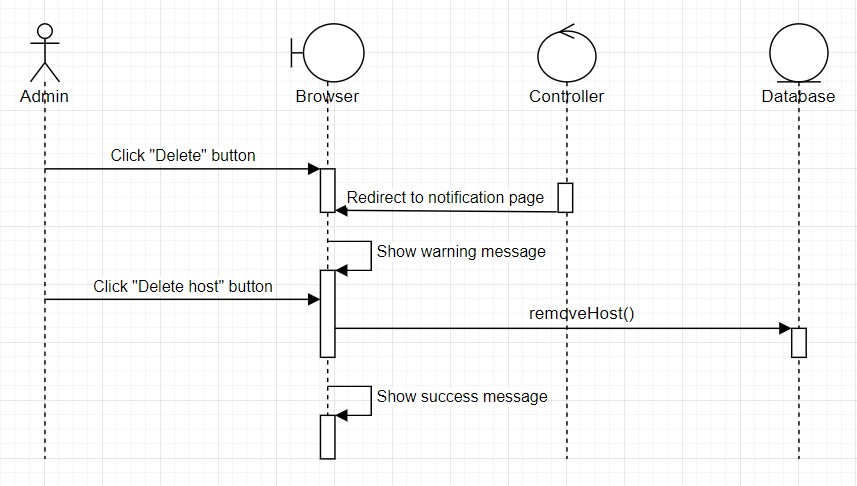 Admin
Browser
Controller
Database
Click "Delete" button
Redirect to notification page
Show warning message
Click "Delete host" button
removeHost()
Show success message